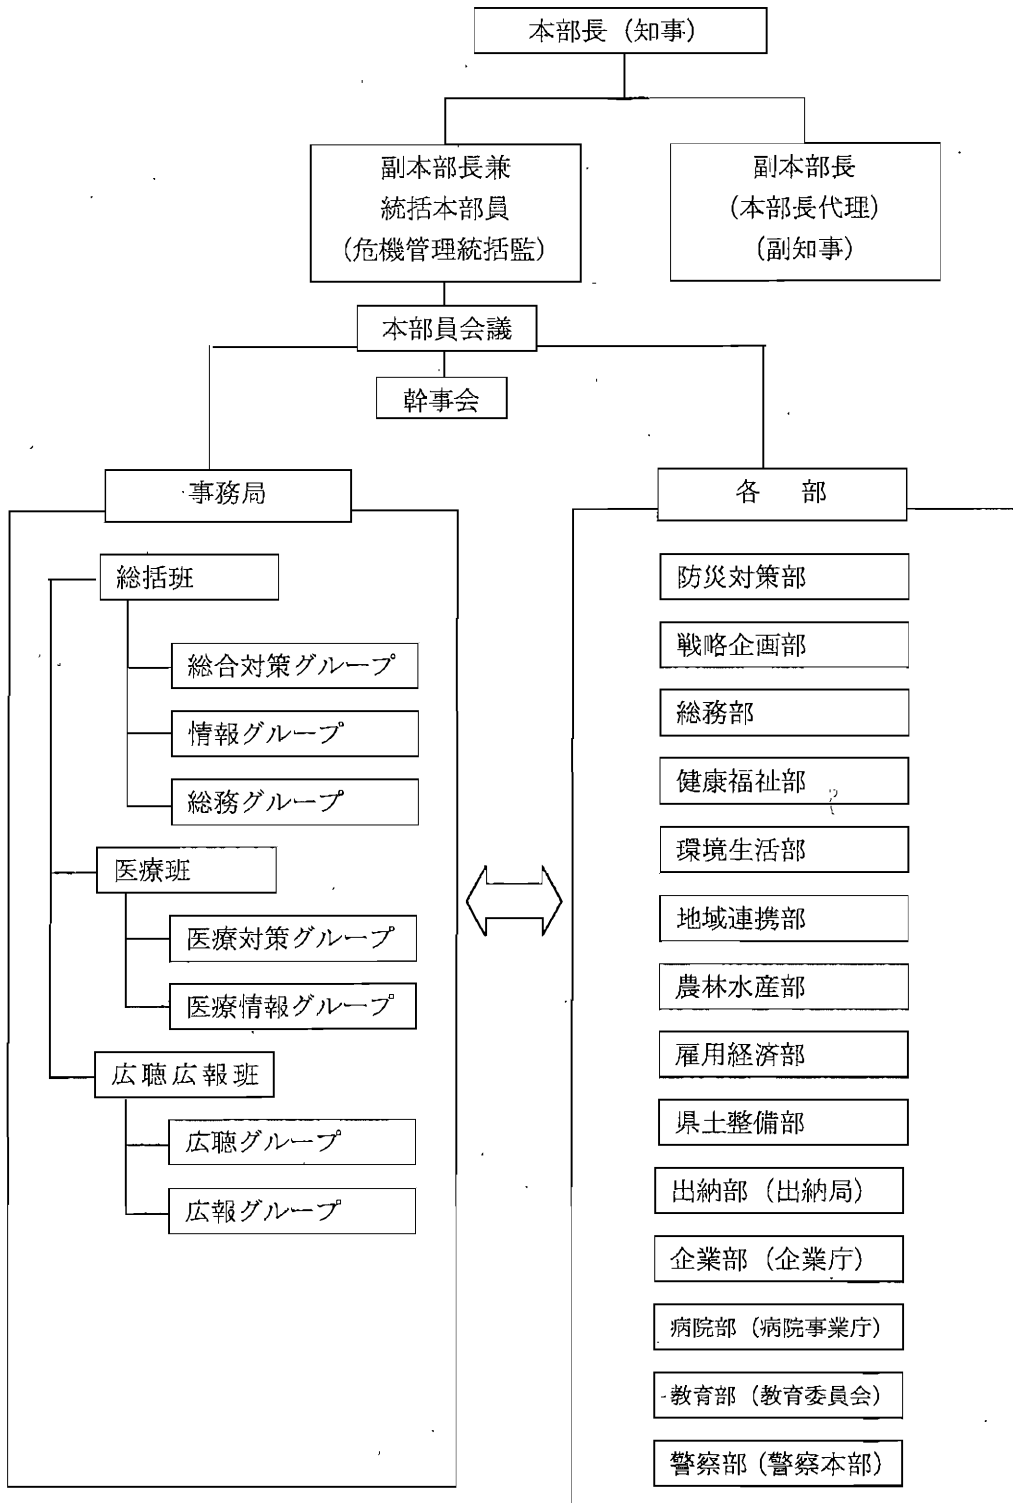 本部長（知事）
副本部長兼
統括本部員
(危機管理統括監)
副本部長
(本部長代理)
(副知事)
本部員会議
幹事会
事務局
総括班
総合対策グループ
情報グループ
総務グループ
医療班
医療対策グループ
医療情報グループ
広聴広報班
広聴グループ
広報グループ
各　部
防災対策部
戦略企画部
総務部
健康福祉部
環境生活部
地域連携部
農林水産部
雇用経済部
県土整備部
出納部（出納局）
企業部（企業庁）
病院部（病院事業庁）
教育部（教育委員会）
警察部（警察本部）